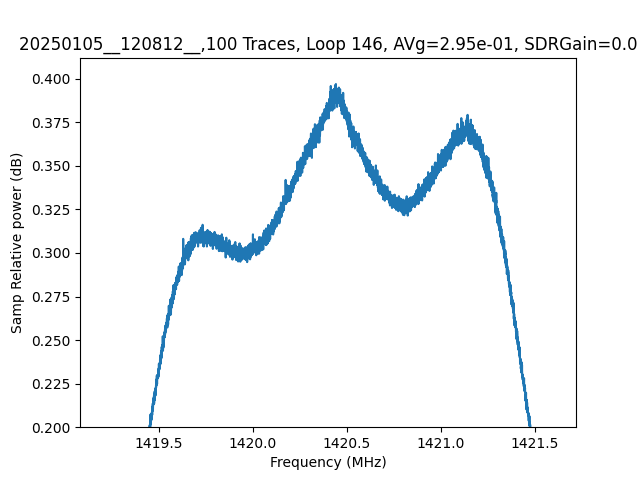 20250105__120812__,100 Traces, Loop 146, AVg=2.95e-01, SDRGain=0.0
0.400
0.375
0.350
0.325
0.300
0.275
0.250
0.225
0.200
Samp Relative power (dB)
1419.5 1420.0 1420.5 1421.0 1421.5
Frequency (MHz)